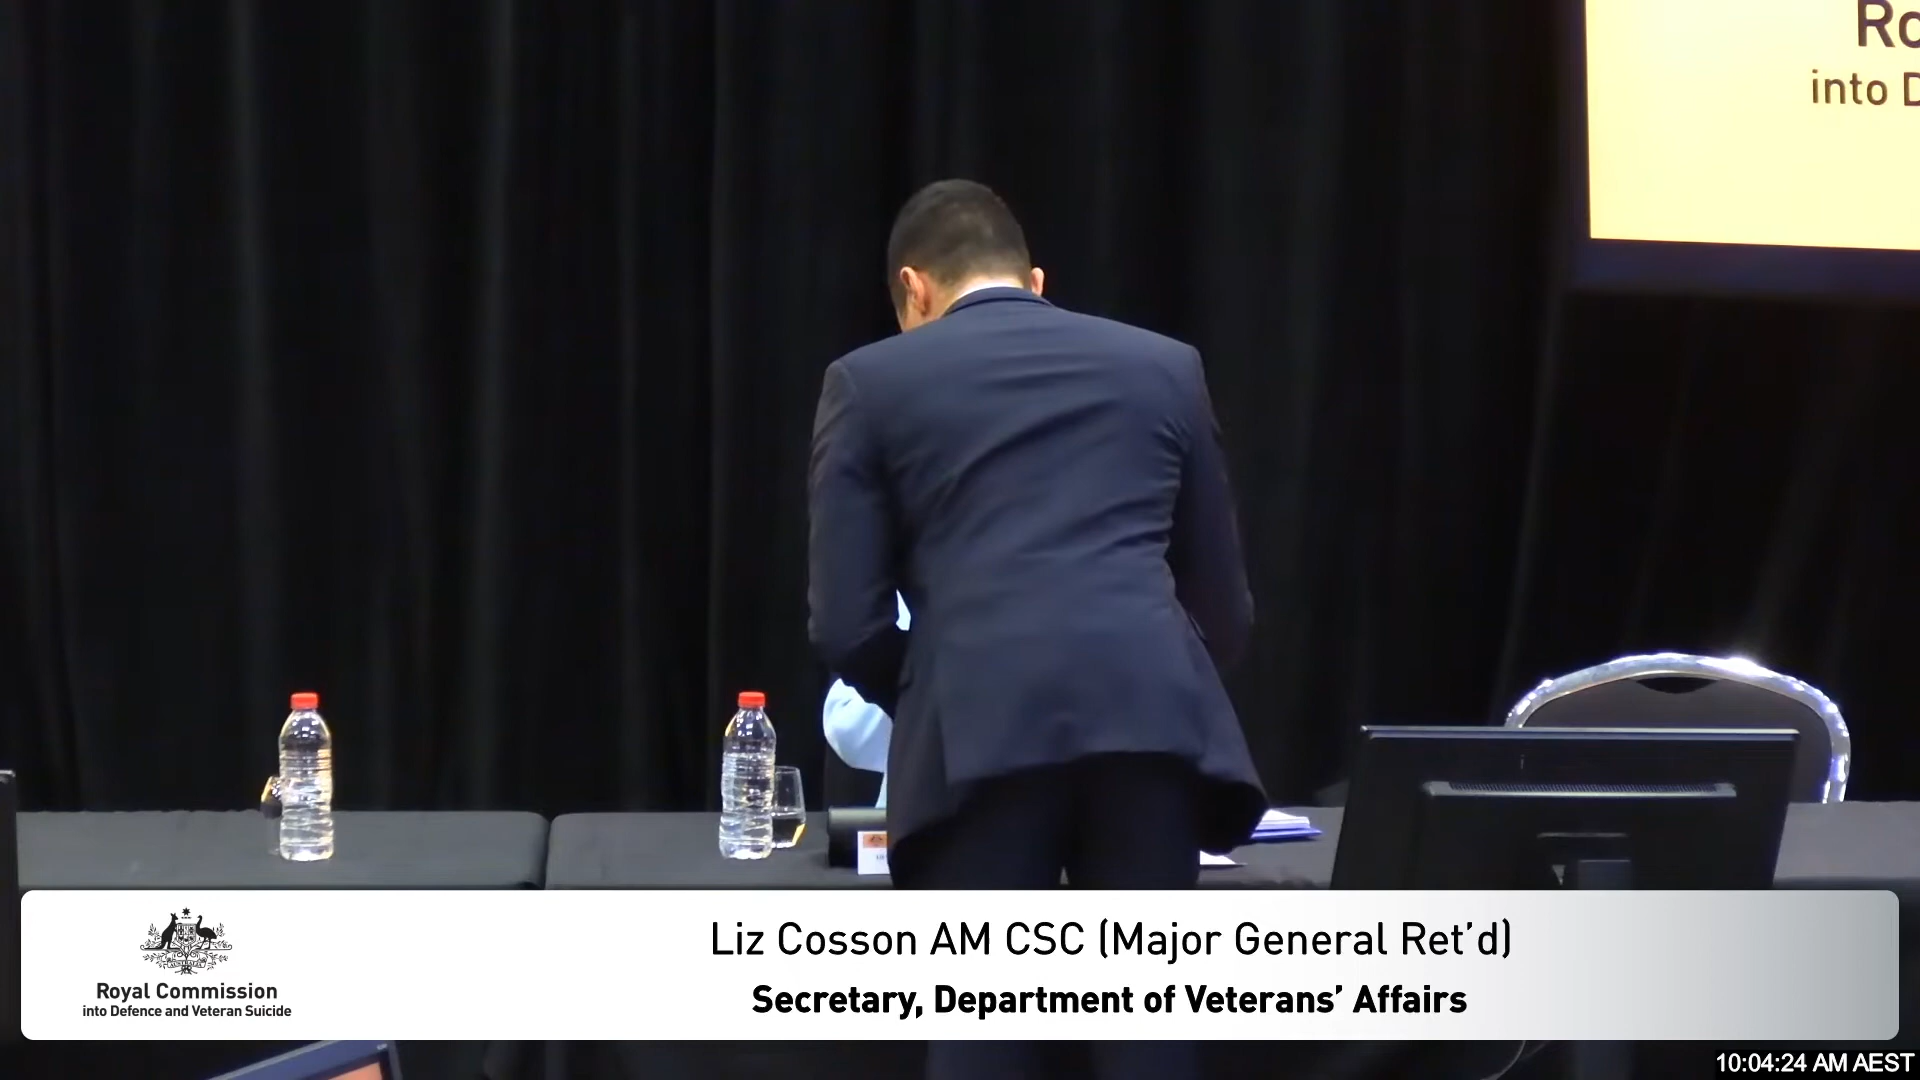 Ro
into D
Liz Cosson AM CSC (Major General Ret'd)
Secretary, Department of Veterans' Affairs
AUSTRALIA
Royal Commission
into Defence and Veteran Suicide
10:04:24 AM AEST